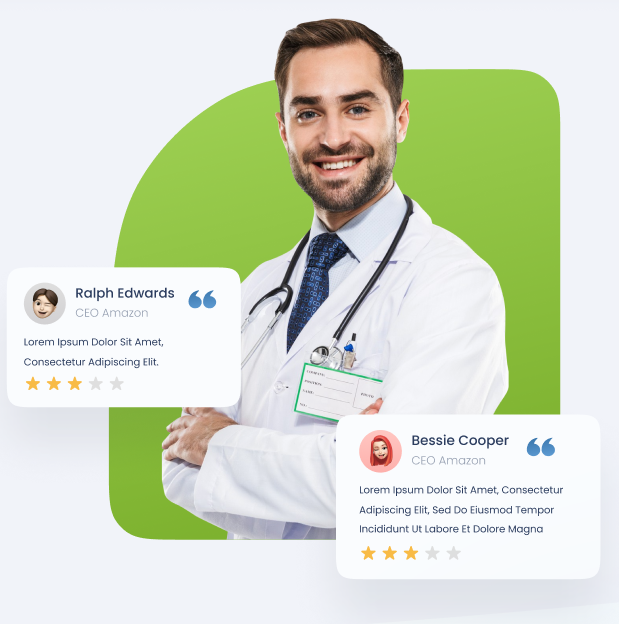 Ralph Edwards
CEO Amazon
Lorem Ipsum Dolor Sit Amet,
Consectetur Adipiscing Elit.
Bessie Cooper
CEO Amazon
Lorem Ipsum Dolor Sit Amet, Consectetur
Adipiscing Elit, Sed Do Eiusmod Tempor
Incididunt Ut Labore Et Dolore Magna